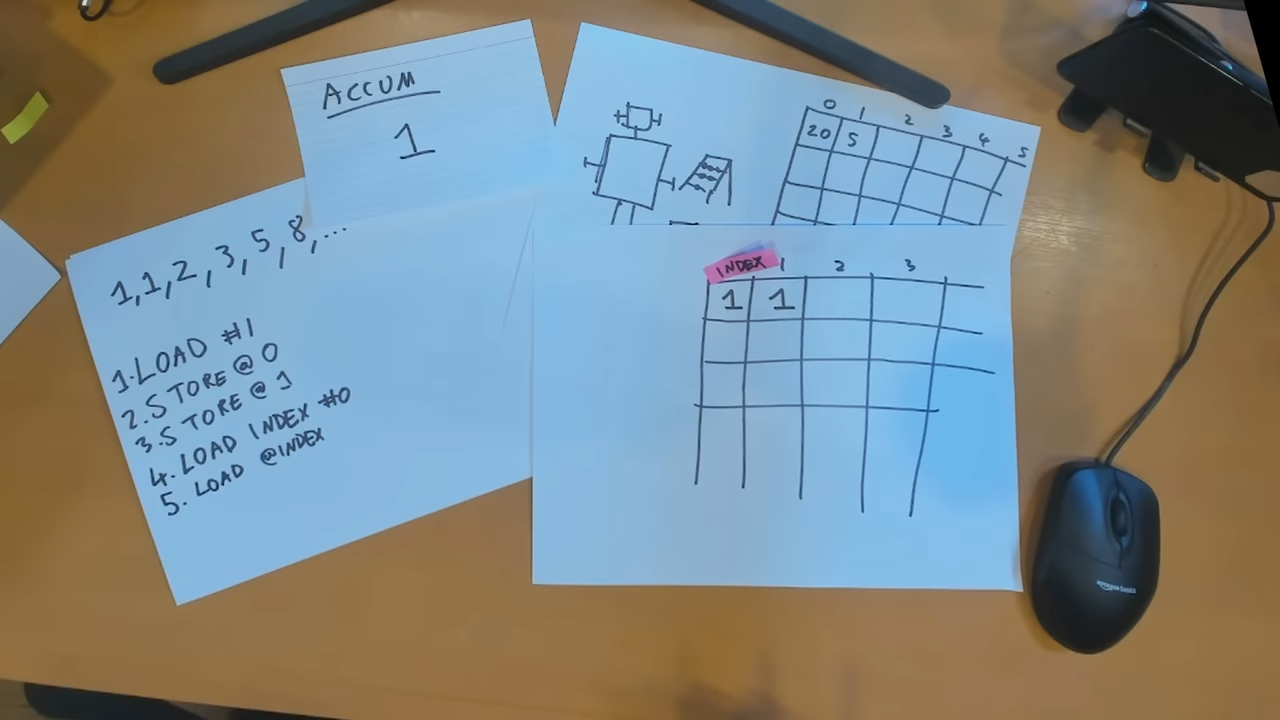 ACCUM
1
0 1 2 3 4 5
20 5
1,1,2,3,5,8,...
1. LOAD #1
2. STORE @ 0
3. STORE @ 1
4. LOAD INDEX #0
5. LOAD @INDEX
INDEX 1 2 3
1 1
amazon basics